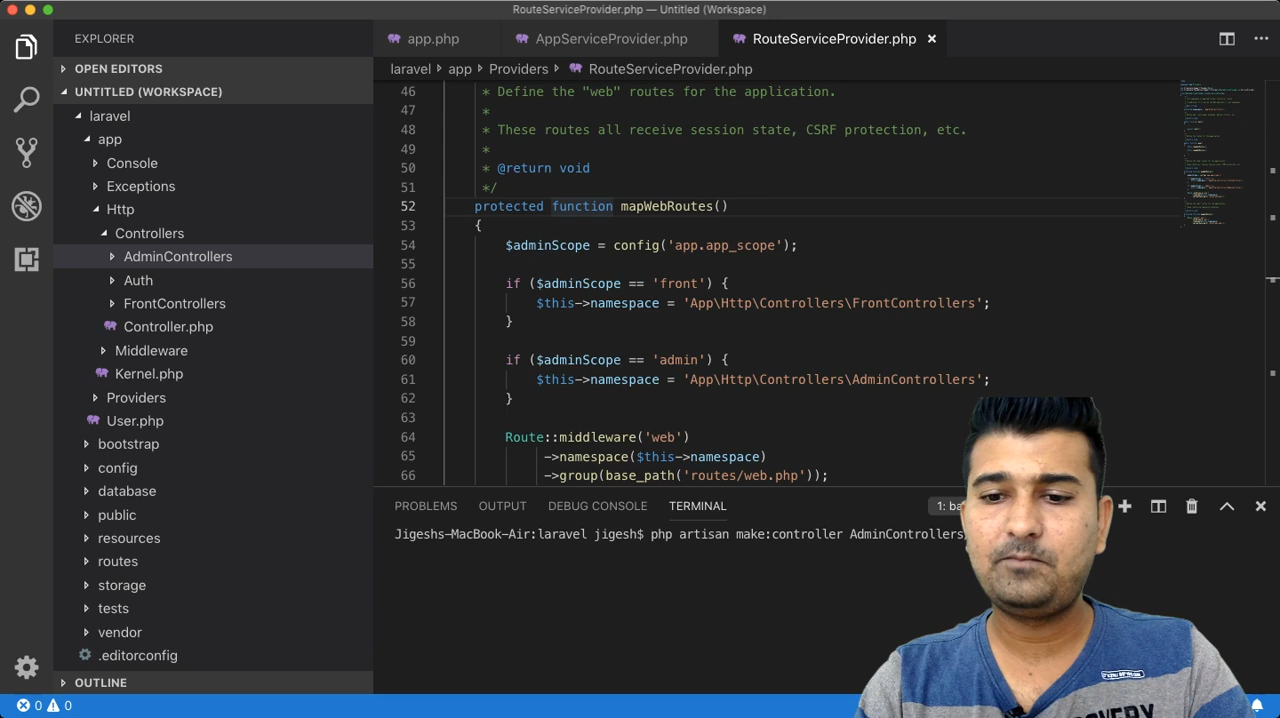 RouteServiceProvider.php — Untitled (Workspace)
EXPLORER
OPEN EDITORS
UNTITLED (WORKSPACE)
laravel
app
Console
Exceptions
Http
Controllers
AdminControllers
Auth
FrontControllers
Controller.php
Middleware
Kernel.php
Providers
User.php
bootstrap
config
database
public
resources
routes
storage
tests
vendor
.editorconfig
OUTLINE
app.php AppServiceProvider.php RouteServiceProvider.php
laravel app Providers RouteServiceProvider.php
46 * Define the "web" routes for the application.
47 *
48 * These routes all receive session state, CSRF protection, etc.
49 *
50 * @return void
51 */
52 protected function mapWebRoutes()
53 {
54 $adminScope = config('app.app_scope');
55
56 if ($adminScope == 'front') {
57 $this->namespace = 'App\Http\Controllers\FrontControllers';
58 }
59
60 if ($adminScope == 'admin') {
61 $this->namespace = 'App\Http\Controllers\AdminControllers';
62 }
63
64 Route::middleware('web')
65 ->namespace($this->namespace)
66 ->group(base_path('routes/web.php'));
PROBLEMS OUTPUT DEBUG CONSOLE TERMINAL 1: ba
Jigeshs-MacBook-Air:laravel jigesh$ php artisan make:controller AdminControllers/
0 0